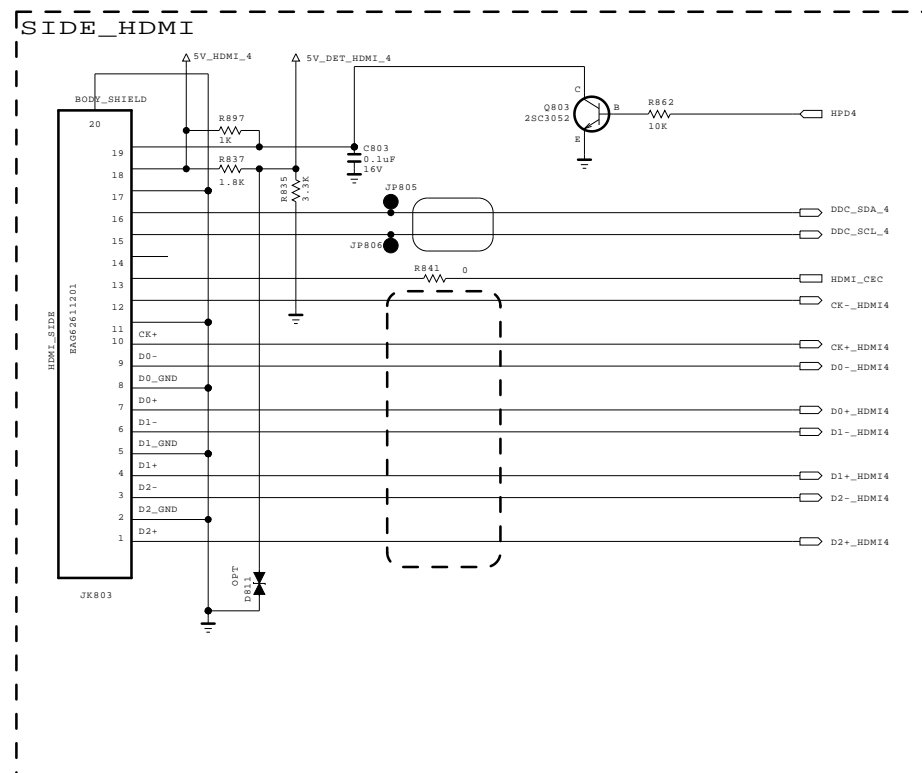 SIDE_HDMI
5V_HDMI_4
5V_DET_HDMI_4
BODY_SHIELD
20
R897
1K
C803
0.1uF
16V
R837
1.8K
R835
3.3K
Q803
2SC3052
C
B
E
R862
10K
HPD4
JP805
JP806
DDC_SDA_4
DDC_SCL_4
R841
0
HDMI_CEC
CK-_HDMI4
CK+_HDMI4
D0-_HDMI4
D0+_HDMI4
D1-_HDMI4
D1+_HDMI4
D2-_HDMI4
D2+_HDMI4
19
18
17
16
15
14
13
12
11
10
CK+
9
D0-
8
D0_GND
7
D0+
6
D1-
5
D1_GND
4
D1+
3
D2-
2
D2_GND
1
D2+
HDMI_SIDE
EAG62611201
OPT
D811
JK803